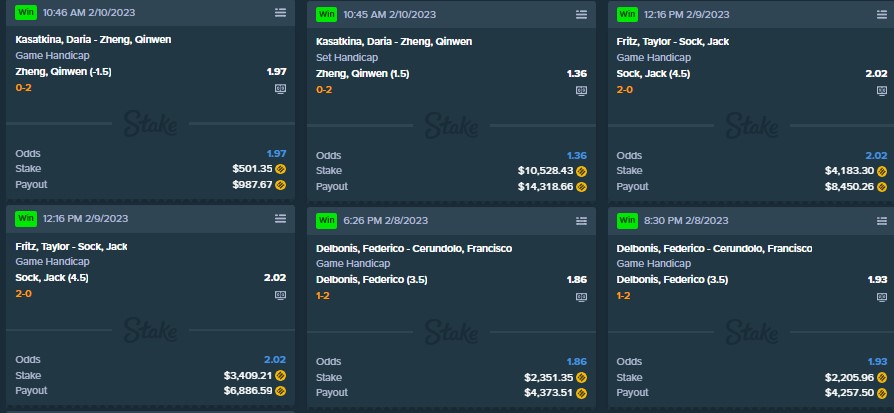 Win 10:46 AM 2/10/2023
Kasatkina, Daria - Zheng, Qinwen
Game Handicap
Zheng, Qinwen (-1.5) 1.97
0-2
Stake
Odds 1.97
Stake $501.35
Payout $987.67
Win 10:45 AM 2/10/2023
Kasatkina, Daria - Zheng, Qinwen
Set Handicap
Zheng, Qinwen (1.5) 1.36
0-2
Stake
Odds 1.36
Stake $10,528.43
Payout $14,318.66
Win 12:16 PM 2/9/2023
Fritz, Taylor - Sock, Jack
Game Handicap
Sock, Jack (4.5) 2.02
2-0
Stake
Odds 2.02
Stake $4,183.30
Payout $8,450.26
Win 12:16 PM 2/9/2023
Fritz, Taylor - Sock, Jack
Game Handicap
Sock, Jack (4.5) 2.02
2-0
Stake
Odds 2.02
Stake $3,409.21
Payout $6,886.59
Win 6:26 PM 2/8/2023
Delbonis, Federico - Cerundolo, Francisco
Game Handicap
Delbonis, Federico (3.5) 1.86
1-2
Stake
Odds 1.86
Stake $2,351.35
Payout $4,373.51
Win 8:30 PM 2/8/2023
Delbonis, Federico - Cerundolo, Francisco
Game Handicap
Delbonis, Federico (3.5) 1.93
1-2
Stake
Odds 1.93
Stake $2,205.96
Payout $4,257.50